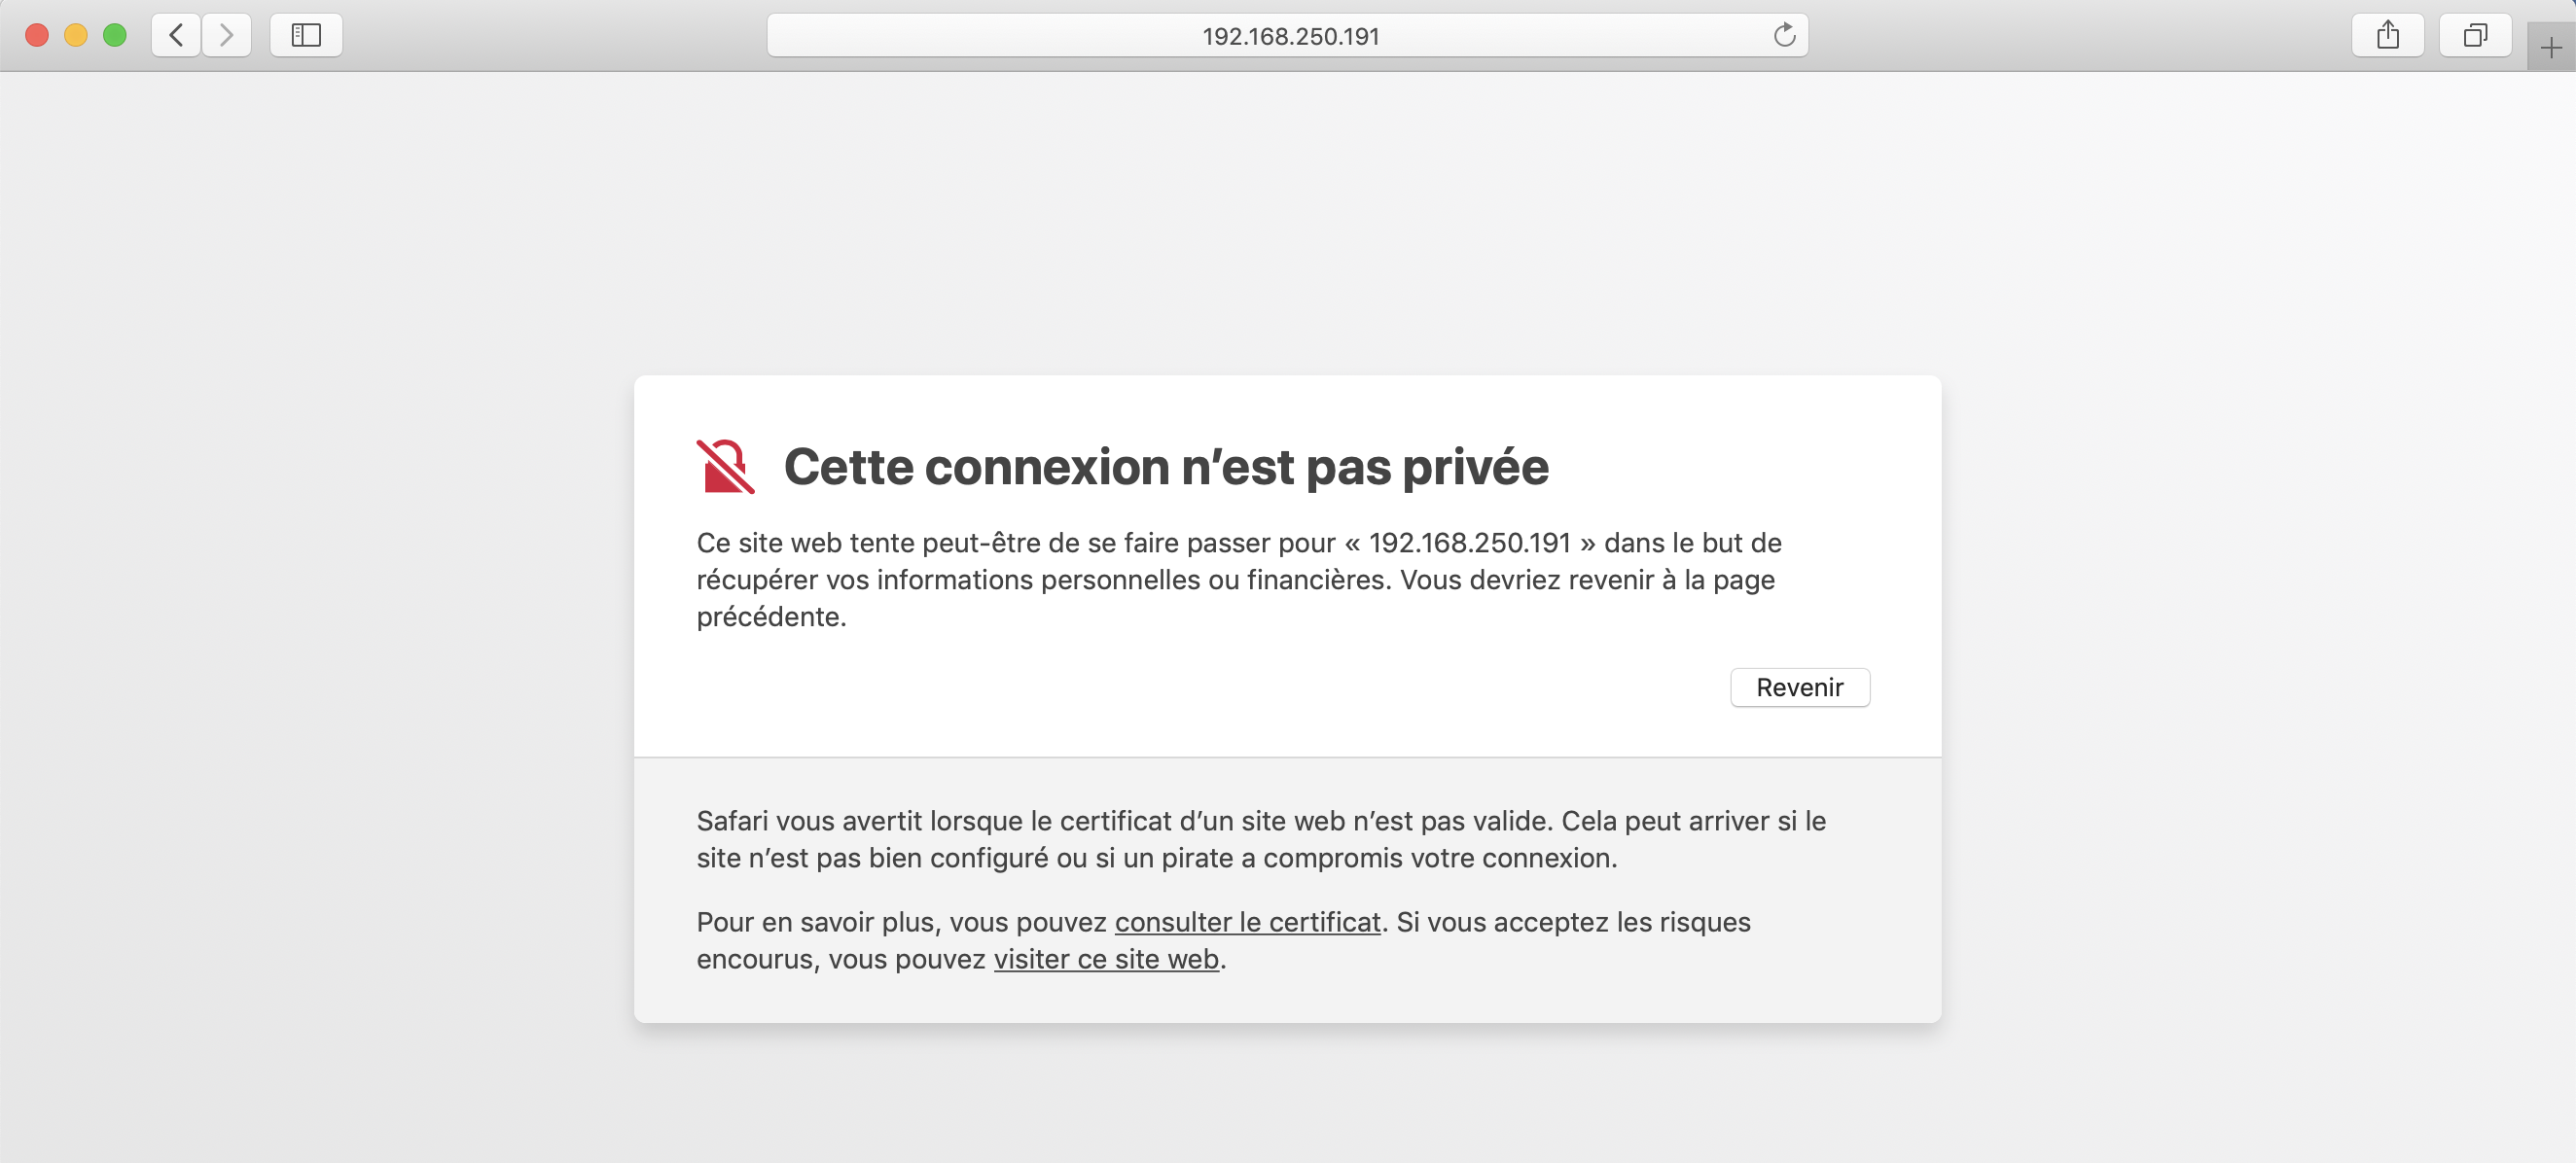 192.168.250.191
Cette connexion n’est pas privée
Ce site web tente peut-être de se faire passer pour « 192.168.250.191 » dans le but de
récupérer vos informations personnelles ou financières. Vous devriez revenir à la page
précédente.
Revenir
Safari vous avertit lorsque le certificat d’un site web n’est pas valide. Cela peut arriver si le
site n’est pas bien configuré ou si un pirate a compromis votre connexion.
Pour en savoir plus, vous pouvez consulter le certificat. Si vous acceptez les risques
encourus, vous pouvez visiter ce site web.